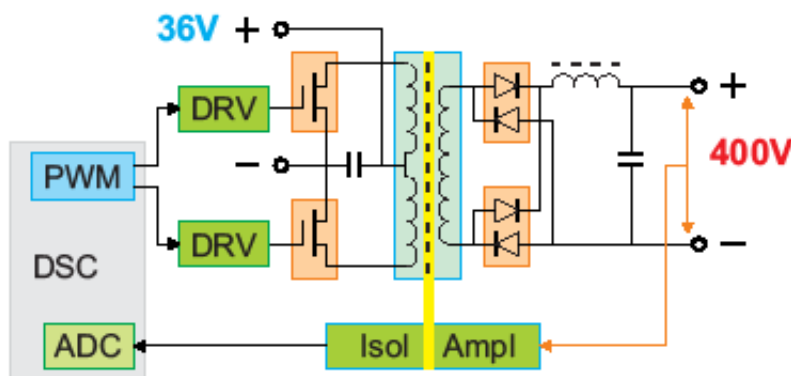 36V +
DRV
+
PWM
–
400V
DRV
–
DSC
ADC
Isol
Ampl